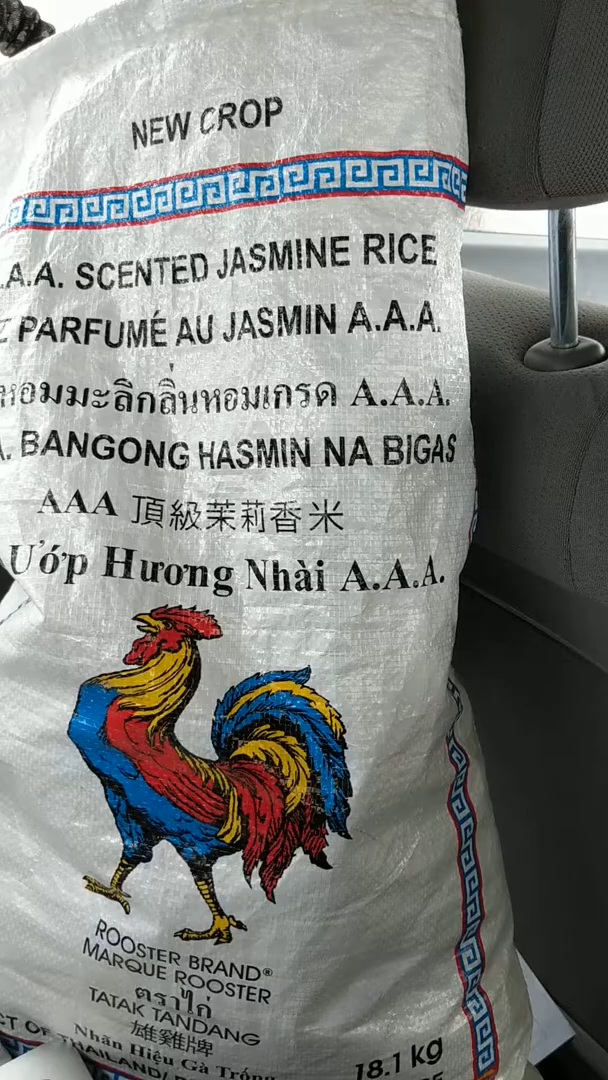 NEW CROP
.A.A. SCENTED JASMINE RICE
PARFUMÉ AU JASMIN A.A.A.
หอมมะลิกลิ่นหอมเกรด A.A.A.
BANGONG HASMIN NA BIGAS
AAA 頂級茉莉香米
Ướp Hương Nhài A.A.A.
ROOSTER BRAND®
MARQUE ROOSTER
ตราไก่
TATAK TANDANG
雄雞牌
Nhãn Hiệu Gà Trống
CT OF THAILAND/
18.1 kg